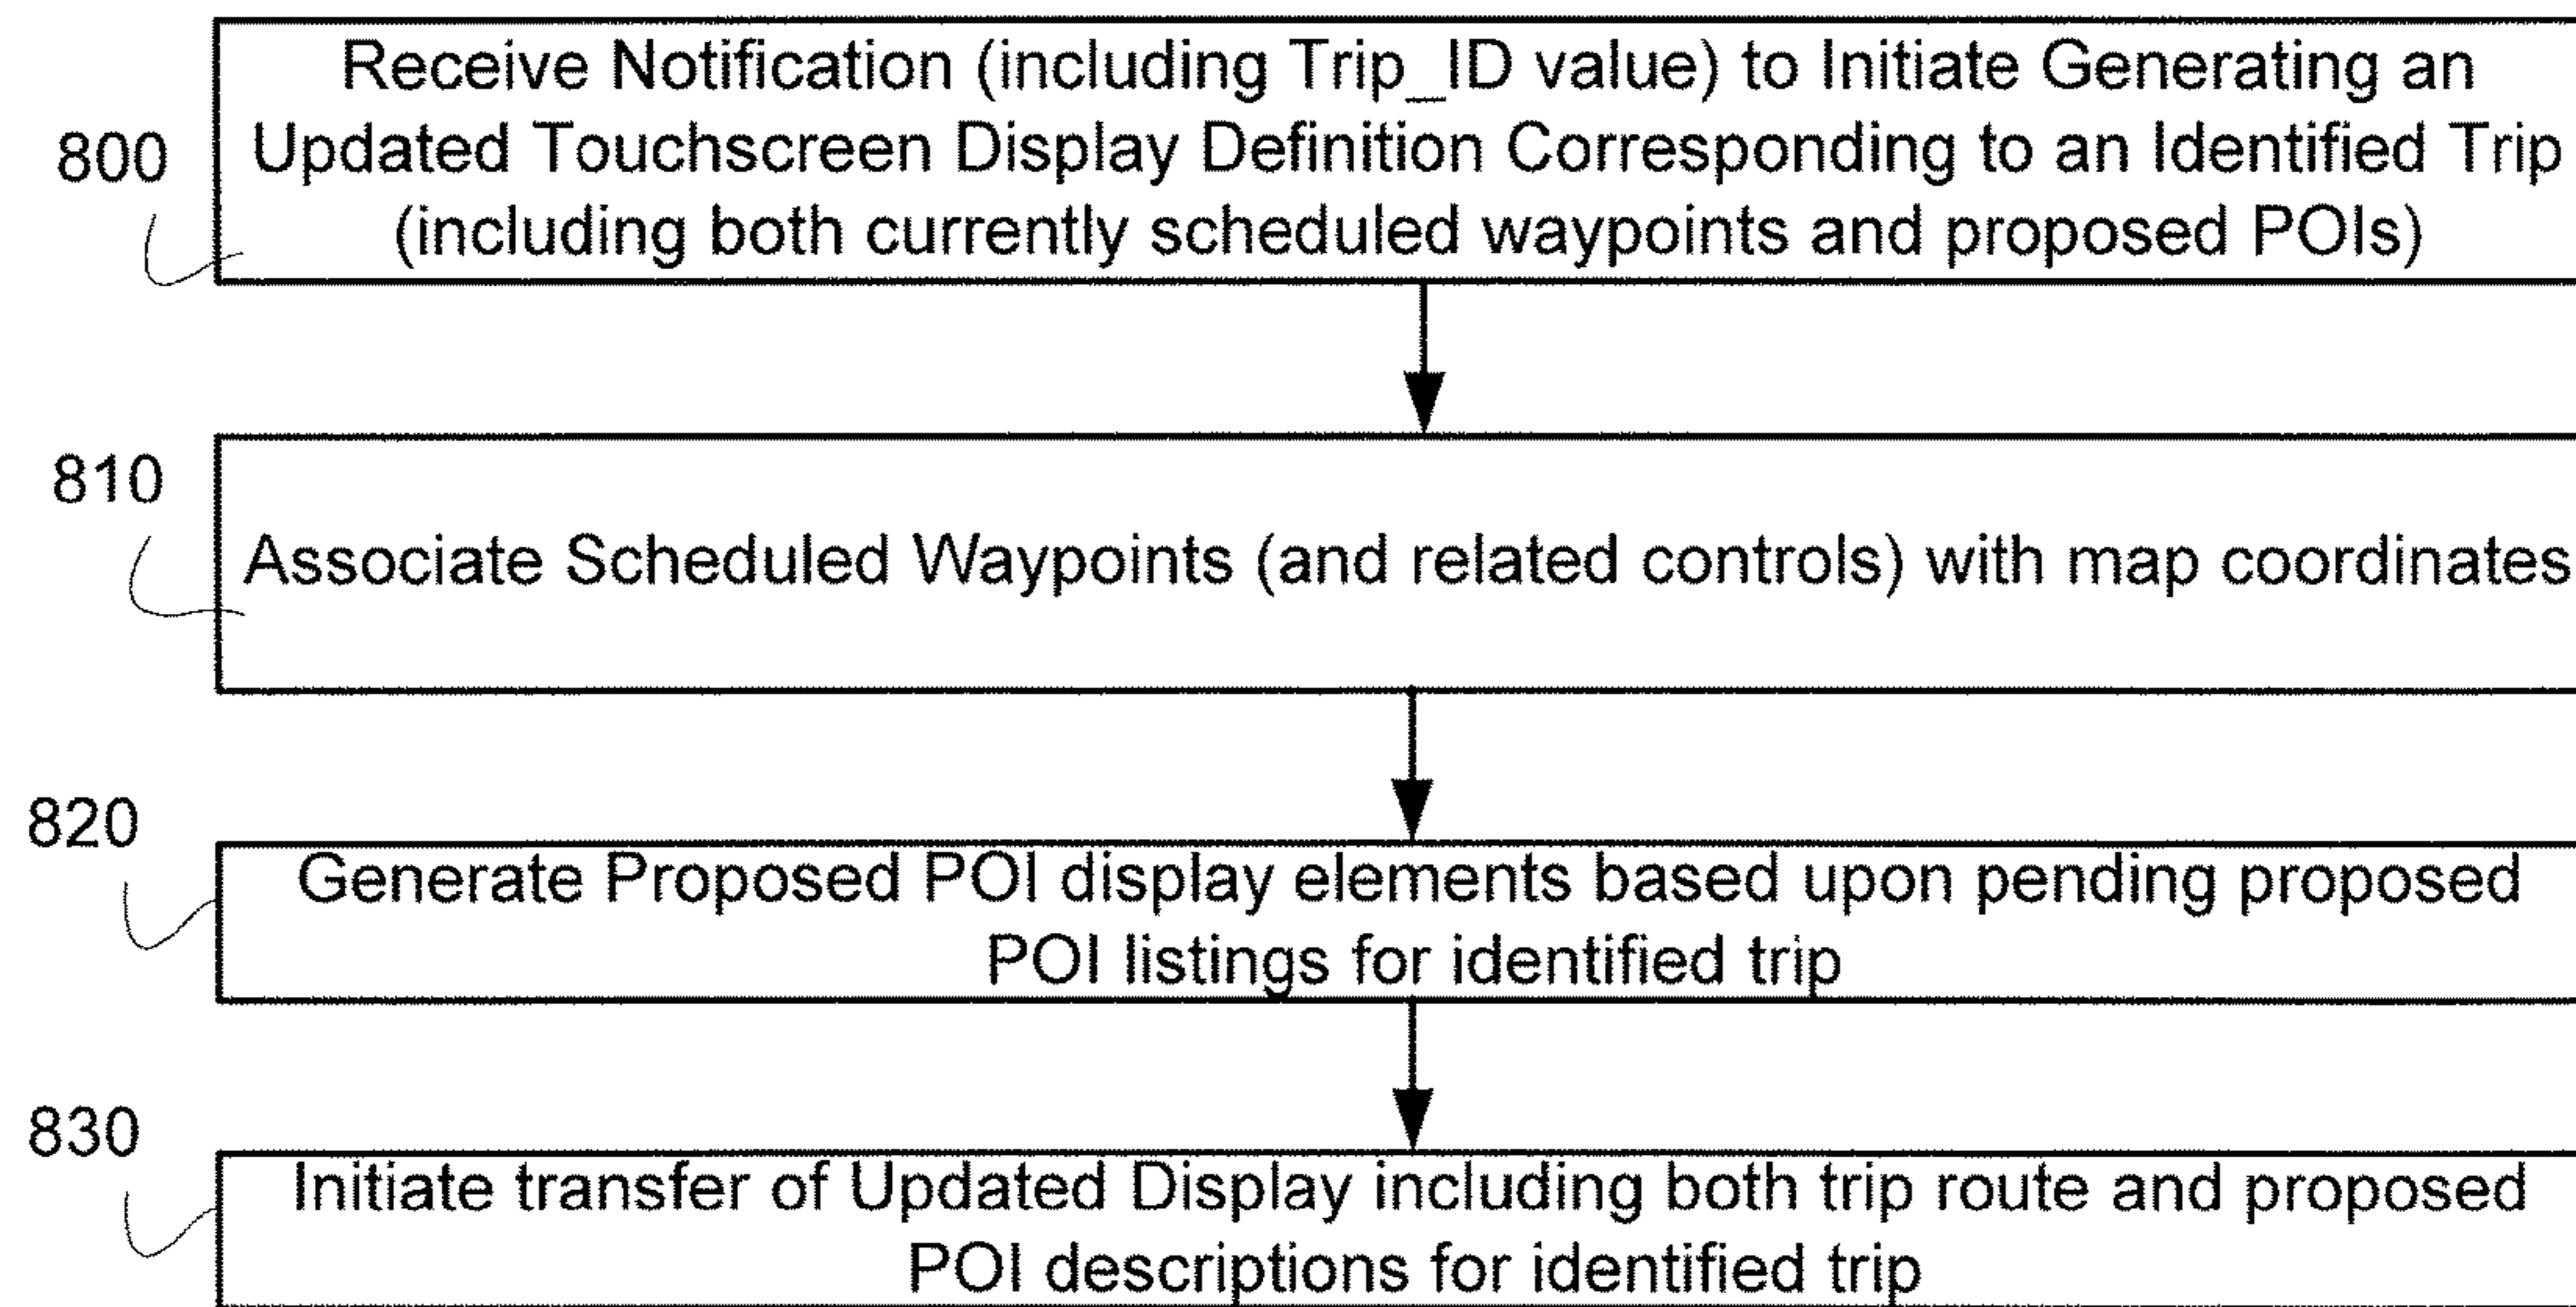 800
Receive Notification (including Trip_ID value) to Initiate Generating an
Updated Touchscreen Display Definition Corresponding to an Identified Trip
(including both currently scheduled waypoints and proposed POIs)
810
Associate Scheduled Waypoints (and related controls) with map coordinates
820
Generate Proposed POI display elements based upon pending proposed
POI listings for identified trip
830
Initiate transfer of Updated Display including both trip route and proposed
POI descriptions for identified trip